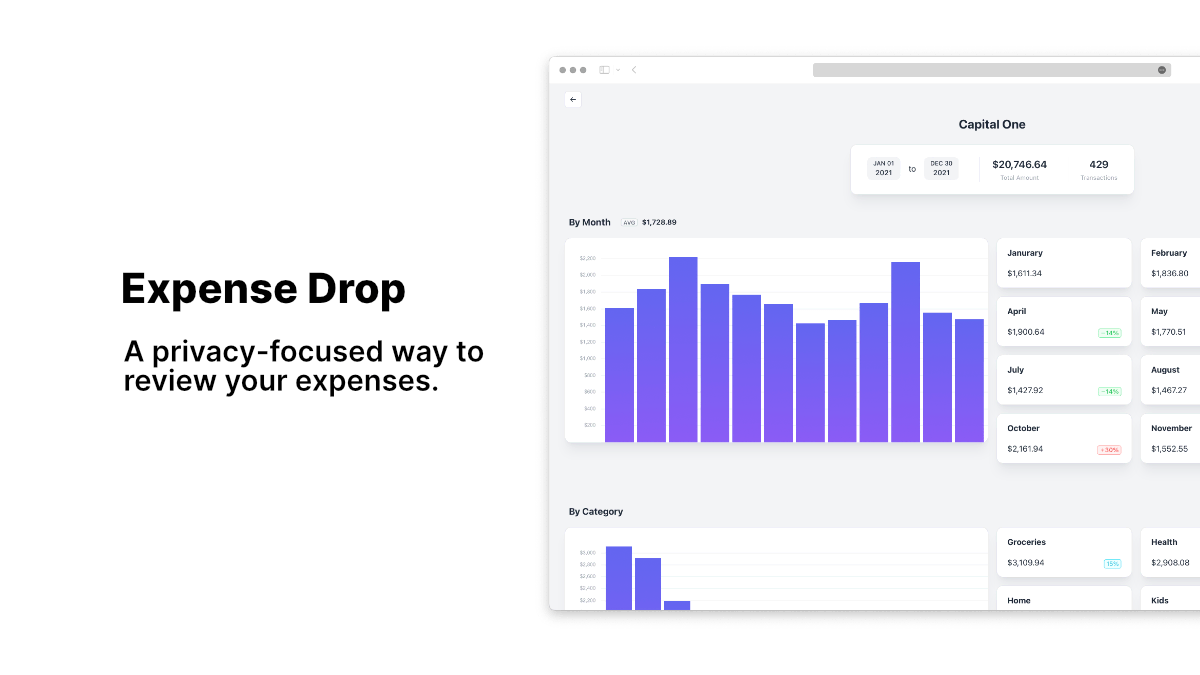 Expense Drop
A privacy-focused way to
review your expenses.
Capital One
JAN 01
2021
to
DEC 30
2021
$20,746.64
Total Amount
429
Transactions
By Month AVG $1,728.89
$2,200
$2,000
$1,800
$1,600
$1,400
$1,200
$1,000
$800
$600
$400
$200
Janurary
$1,611.34
February
$1,836.80
April
$1,900.64
-14%
May
$1,770.51
July
$1,427.92
-14%
August
$1,467.27
October
$2,161.94
+30%
November
$1,552.55
By Category
$3,000
$2,800
$2,600
$2,400
$2,200
Groceries
$3,109.94
15%
Health
$2,908.08
Home
Kids